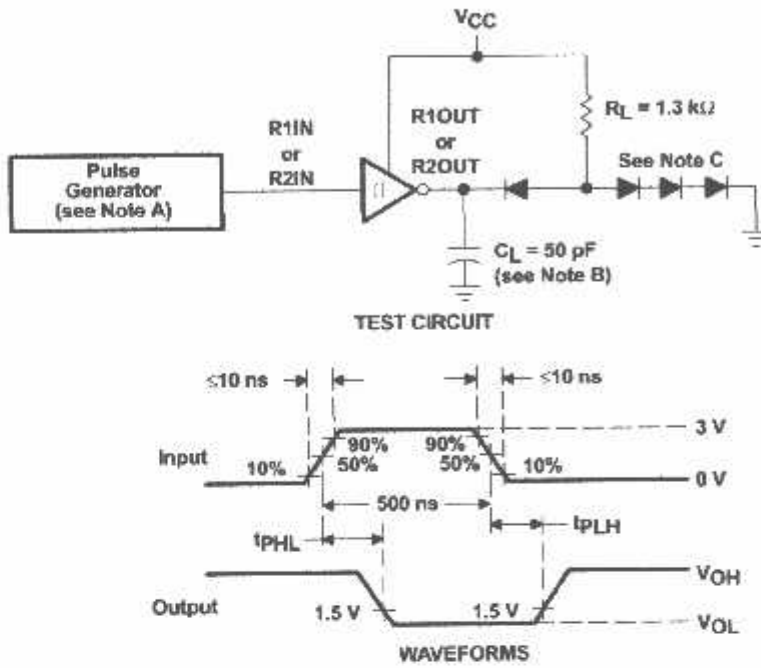 VCC
RL = 1.3 kΩ
R1IN
or
R2IN
R1OUT
or
R2OUT
See Note C
Pulse
Generator
(see Note A)
CL = 50 pF
(see Note B)
TEST CIRCUIT
≤10 ns
≤10 ns
3 V
Input
90%
90%
50%
50%
10%
10%
0 V
500 ns
tPHL
tPLH
VOH
Output
1.5 V
1.5 V
VOL
WAVEFORMS